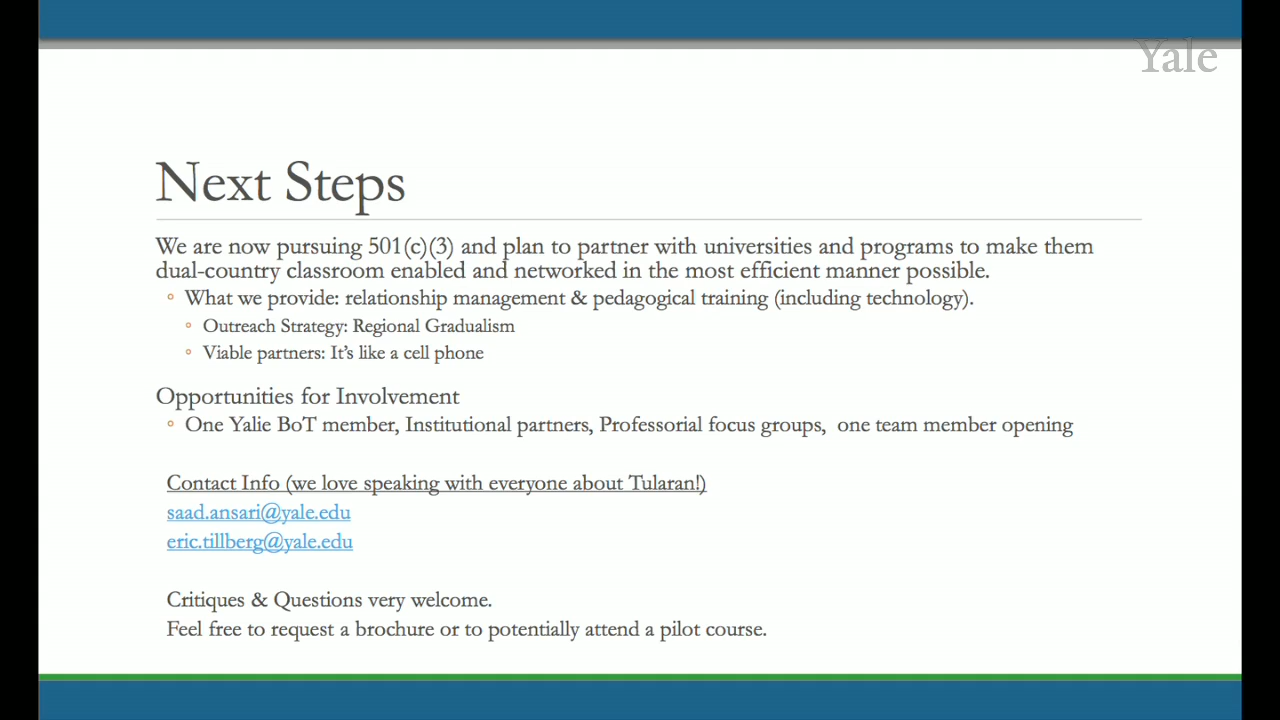 Yale
Next Steps
We are now pursuing 501(c)(3) and plan to partner with universities and programs to make them
dual-country classroom enabled and networked in the most efficient manner possible.
◦ What we provide: relationship management & pedagogical training (including technology).
◦ Outreach Strategy: Regional Gradualism
◦ Viable partners: It's like a cell phone
Opportunities for Involvement
◦ One Yalie BoT member, Institutional partners, Professorial focus groups,  one team member opening
Contact Info (we love speaking with everyone about Tularan!)
saad.ansari@yale.edu
eric.tillberg@yale.edu
Critiques & Questions very welcome.
Feel free to request a brochure or to potentially attend a pilot course.